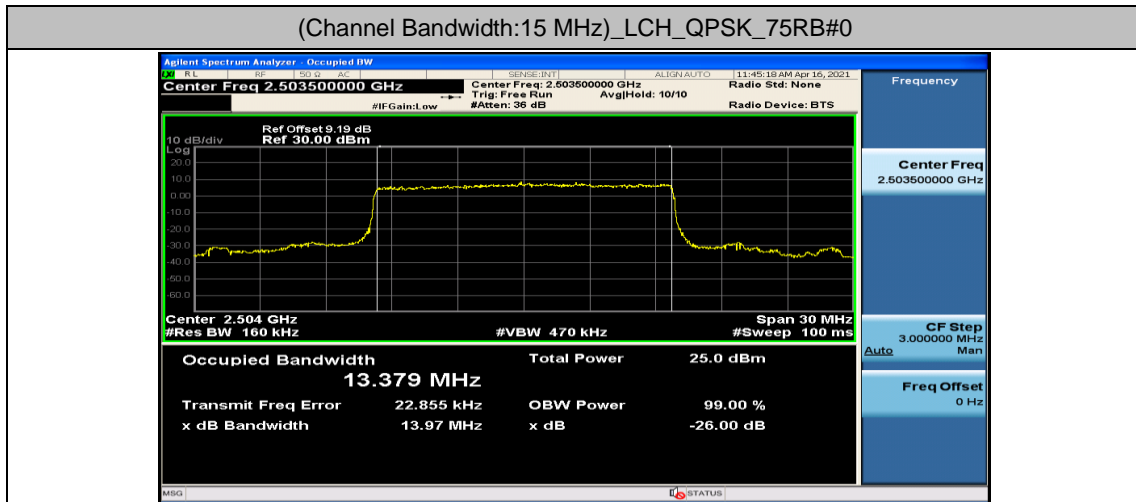 (Channel Bandwidth:15 MHz)_LCH_QPSK_75RB#0
Agilent Spectrum Analyzer - Occupied BW
LXI RL RF 50 Ω AC SENSE:INT ALIGN AUTO 11:45:18 AM Apr 16, 2021
Center Freq 2.503500000 GHz
Center Freq: 2.503500000 GHz Radio Std: None
Trig: Free Run Avg|Hold: 10/10
#IFGain:Low #Atten: 36 dB Radio Device: BTS
Frequency
Ref Offset 9.19 dB
10 dB/div Ref 30.00 dBm
Log
20.0
10.0
0.00
-10.0
-20.0
-30.0
-40.0
-50.0
-60.0
Center Freq
2.503500000 GHz
Center 2.504 GHz Span 30 MHz
#Res BW 160 kHz #VBW 470 kHz #Sweep 100 ms
CF Step
3.000000 MHz
Auto Man
Freq Offset
0 Hz
Occupied Bandwidth Total Power 25.0 dBm
13.379 MHz
Transmit Freq Error 22.855 kHz OBW Power 99.00 %
x dB Bandwidth 13.97 MHz x dB -26.00 dB
MSG STATUS